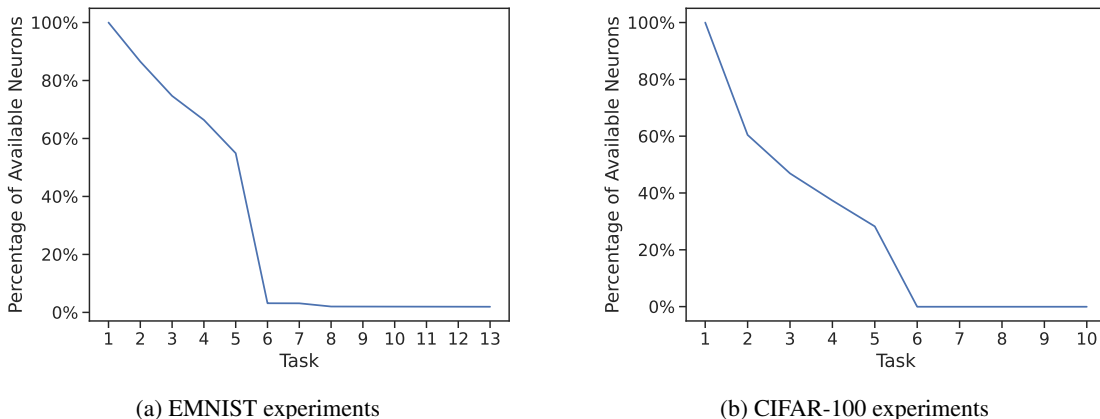 Percentage of Available Neurons
100%
80%
60%
40%
20%
0%
1 2 3 4 5 6 7 8 9 10 11 12 13
Task
(a) EMNIST experiments
Percentage of Available Neurons
100%
80%
60%
40%
20%
0%
1 2 3 4 5 6 7 8 9 10
Task
(b) CIFAR-100 experiments